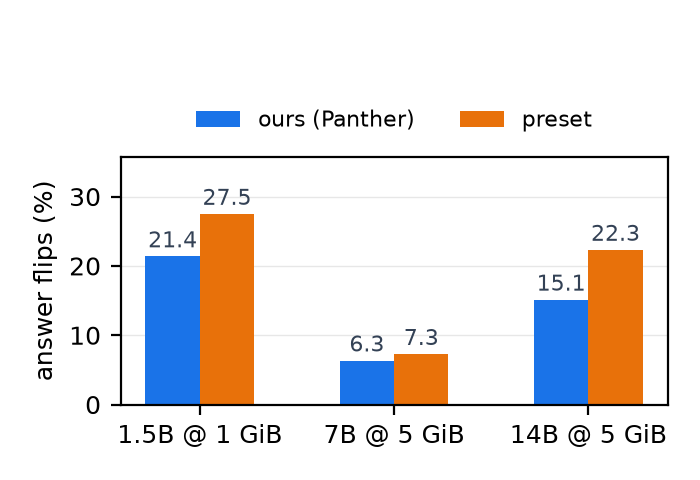 ours (Panther) preset
answer flips (%)
30
20
10
0
21.4 27.5
6.3 7.3
15.1 22.3
1.5B @ 1 GiB 7B @ 5 GiB 14B @ 5 GiB